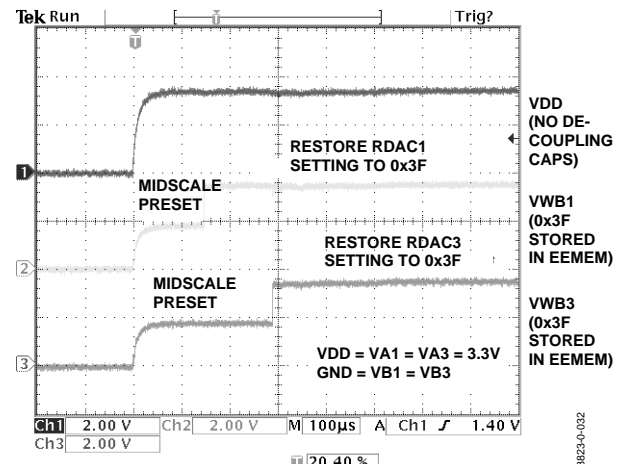 Tek Run
Trig?
T
T
1
2
3
RESTORE RDAC1
SETTING TO 0x3F
MIDSCALE
PRESET
RESTORE RDAC3
SETTING TO 0x3F
MIDSCALE
PRESET
VDD = VA1 = VA3 = 3.3V
GND = VB1 = VB3
VDD
(NO DE-
COUPLING
CAPS)
VWB1
(0x3F
STORED
IN EEMEM)
VWB3
(0x3F
STORED
IN EEMEM)
Ch1 2.00 V Ch2 2.00 V M 100µs A Ch1 1.40 V
Ch3 2.00 V
T 20.40 %
3823-0-032